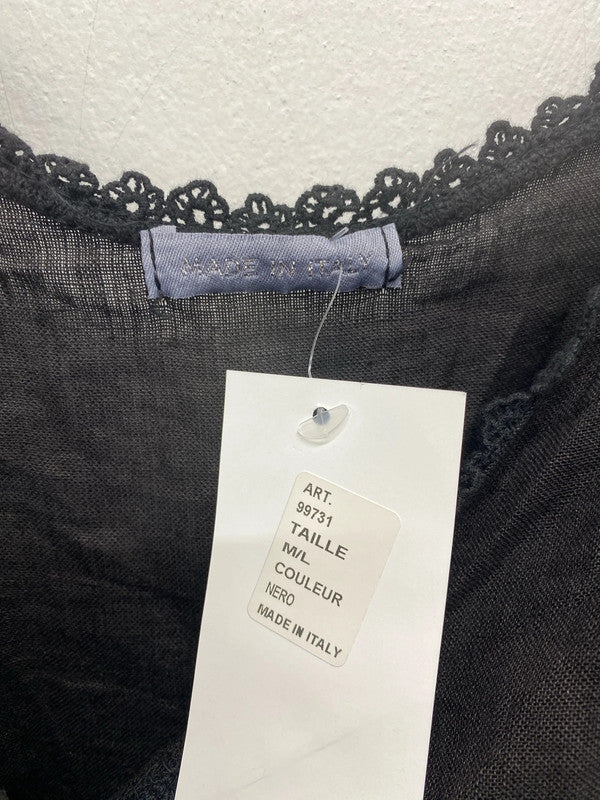 MADE IN ITALY
ART.
99731
TAILLE
M/L
COULEUR
NERO
MADE IN ITALY